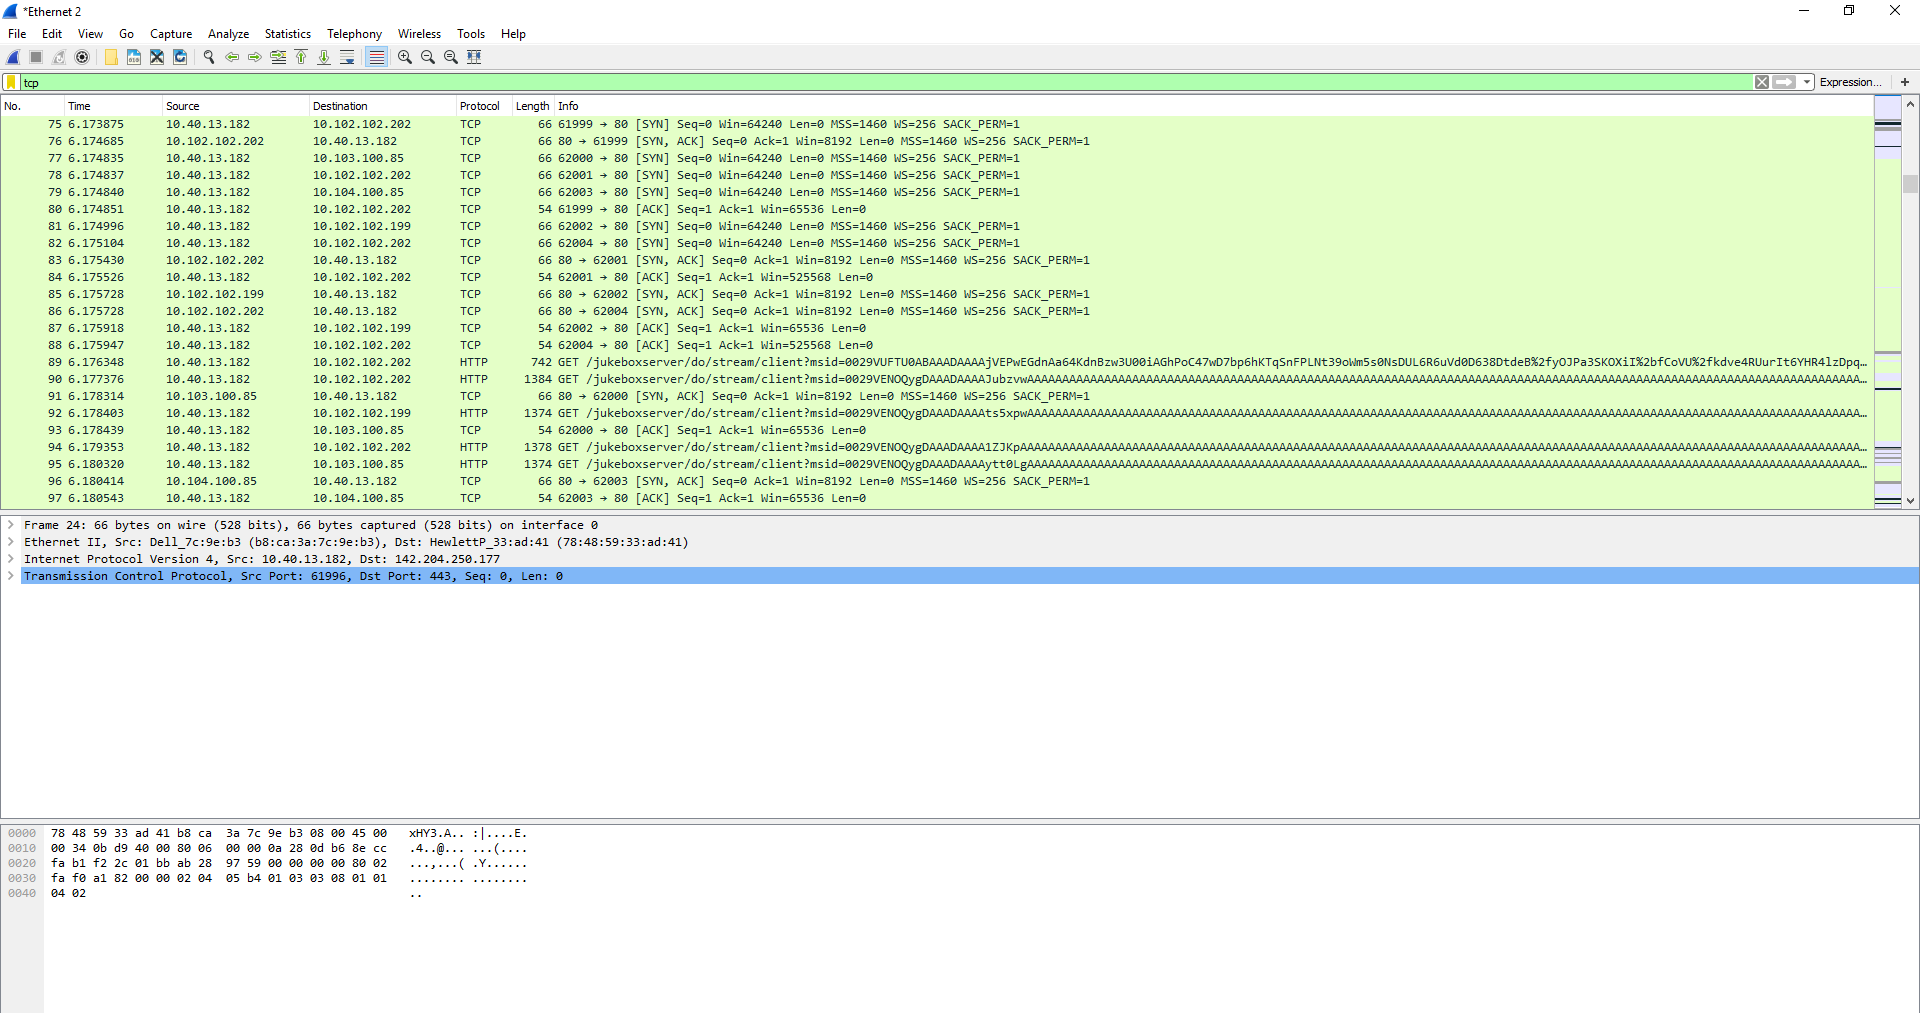 *Ethernet 2
File Edit View Go Capture Analyze Statistics Telephony Wireless Tools Help
tcp Expression... +
No. Time Source Destination Protocol Length Info
75 6.173875 10.40.13.182 10.102.102.202 TCP 66 61999 → 80 [SYN] Seq=0 Win=64240 Len=0 MSS=1460 WS=256 SACK_PERM=1
76 6.174685 10.102.102.202 10.40.13.182 TCP 66 80 → 61999 [SYN, ACK] Seq=0 Ack=1 Win=8192 Len=0 MSS=1460 WS=256 SACK_PERM=1
77 6.174835 10.40.13.182 10.103.100.85 TCP 66 62000 → 80 [SYN] Seq=0 Win=64240 Len=0 MSS=1460 WS=256 SACK_PERM=1
78 6.174837 10.40.13.182 10.102.102.202 TCP 66 62001 → 80 [SYN] Seq=0 Win=64240 Len=0 MSS=1460 WS=256 SACK_PERM=1
79 6.174840 10.40.13.182 10.104.100.85 TCP 66 62003 → 80 [SYN] Seq=0 Win=64240 Len=0 MSS=1460 WS=256 SACK_PERM=1
80 6.174851 10.40.13.182 10.102.102.202 TCP 54 61999 → 80 [ACK] Seq=1 Ack=1 Win=65536 Len=0
81 6.174996 10.40.13.182 10.102.102.199 TCP 66 62002 → 80 [SYN] Seq=0 Win=64240 Len=0 MSS=1460 WS=256 SACK_PERM=1
82 6.175104 10.40.13.182 10.102.102.202 TCP 66 62004 → 80 [SYN] Seq=0 Win=64240 Len=0 MSS=1460 WS=256 SACK_PERM=1
83 6.175430 10.102.102.202 10.40.13.182 TCP 66 80 → 62001 [SYN, ACK] Seq=0 Ack=1 Win=8192 Len=0 MSS=1460 WS=256 SACK_PERM=1
84 6.175526 10.40.13.182 10.102.102.202 TCP 54 62001 → 80 [ACK] Seq=1 Ack=1 Win=525568 Len=0
85 6.175728 10.102.102.199 10.40.13.182 TCP 66 80 → 62002 [SYN, ACK] Seq=0 Ack=1 Win=8192 Len=0 MSS=1460 WS=256 SACK_PERM=1
86 6.175728 10.102.102.202 10.40.13.182 TCP 66 80 → 62004 [SYN, ACK] Seq=0 Ack=1 Win=8192 Len=0 MSS=1460 WS=256 SACK_PERM=1
87 6.175918 10.40.13.182 10.102.102.199 TCP 54 62002 → 80 [ACK] Seq=1 Ack=1 Win=65536 Len=0
88 6.175947 10.40.13.182 10.102.102.202 TCP 54 62004 → 80 [ACK] Seq=1 Ack=1 Win=525568 Len=0
89 6.176348 10.40.13.182 10.102.102.202 HTTP 742 GET
90 6.177376 10.40.13.182 10.102.102.202 HTTP 1384 GET
91 6.178314 10.103.100.85 10.40.13.182 TCP 66 80 → 62000 [SYN, ACK] Seq=0 Ack=1 Win=8192 Len=0 MSS=1460 WS=256 SACK_PERM=1
92 6.178403 10.40.13.182 10.102.102.199 HTTP 1374 GET
93 6.178439 10.40.13.182 10.103.100.85 TCP 54 62000 → 80 [ACK] Seq=1 Ack=1 Win=65536 Len=0
94 6.179353 10.40.13.182 10.102.102.202 HTTP 1378 GET
95 6.180320 10.40.13.182 10.103.100.85 HTTP 1374 GET
96 6.180414 10.104.100.85 10.40.13.182 TCP 66 80 → 62003 [SYN, ACK] Seq=0 Ack=1 Win=8192 Len=0 MSS=1460 WS=256 SACK_PERM=1
97 6.180543 10.40.13.182 10.104.100.85 TCP 54 62003 → 80 [ACK] Seq=1 Ack=1 Win=65536 Len=0
Frame 24: 66 bytes on wire (528 bits), 66 bytes captured (528 bits) on interface 0
Ethernet II, Src: Dell_7c:9e:b3 (b8:ca:3a:7c:9e:b3), Dst: HewlettP_33:ad:41 (78:48:59:33:ad:41)
Internet Protocol Version 4, Src: 10.40.13.182, Dst: 142.204.250.177
Transmission Control Protocol, Src Port: 61996, Dst Port: 443, Seq: 0, Len: 0
0000 78 48 59 33 ad 41 b8 ca 3a 7c 9e b3 08 00 45 00 xHY3.A.. :|....E.
0010 00 34 0b d9 40 00 80 06 00 00 0a 28 0d b6 8e cc .4..@... ...(....
0020 fa b1 f2 2c 01 bb ab 28 97 59 00 00 00 00 80 02 ...,...( .Y......
0030 fa f0 a1 82 00 00 02 04 05 b4 01 03 03 08 01 01 ........ ........
0040 04 02 ..